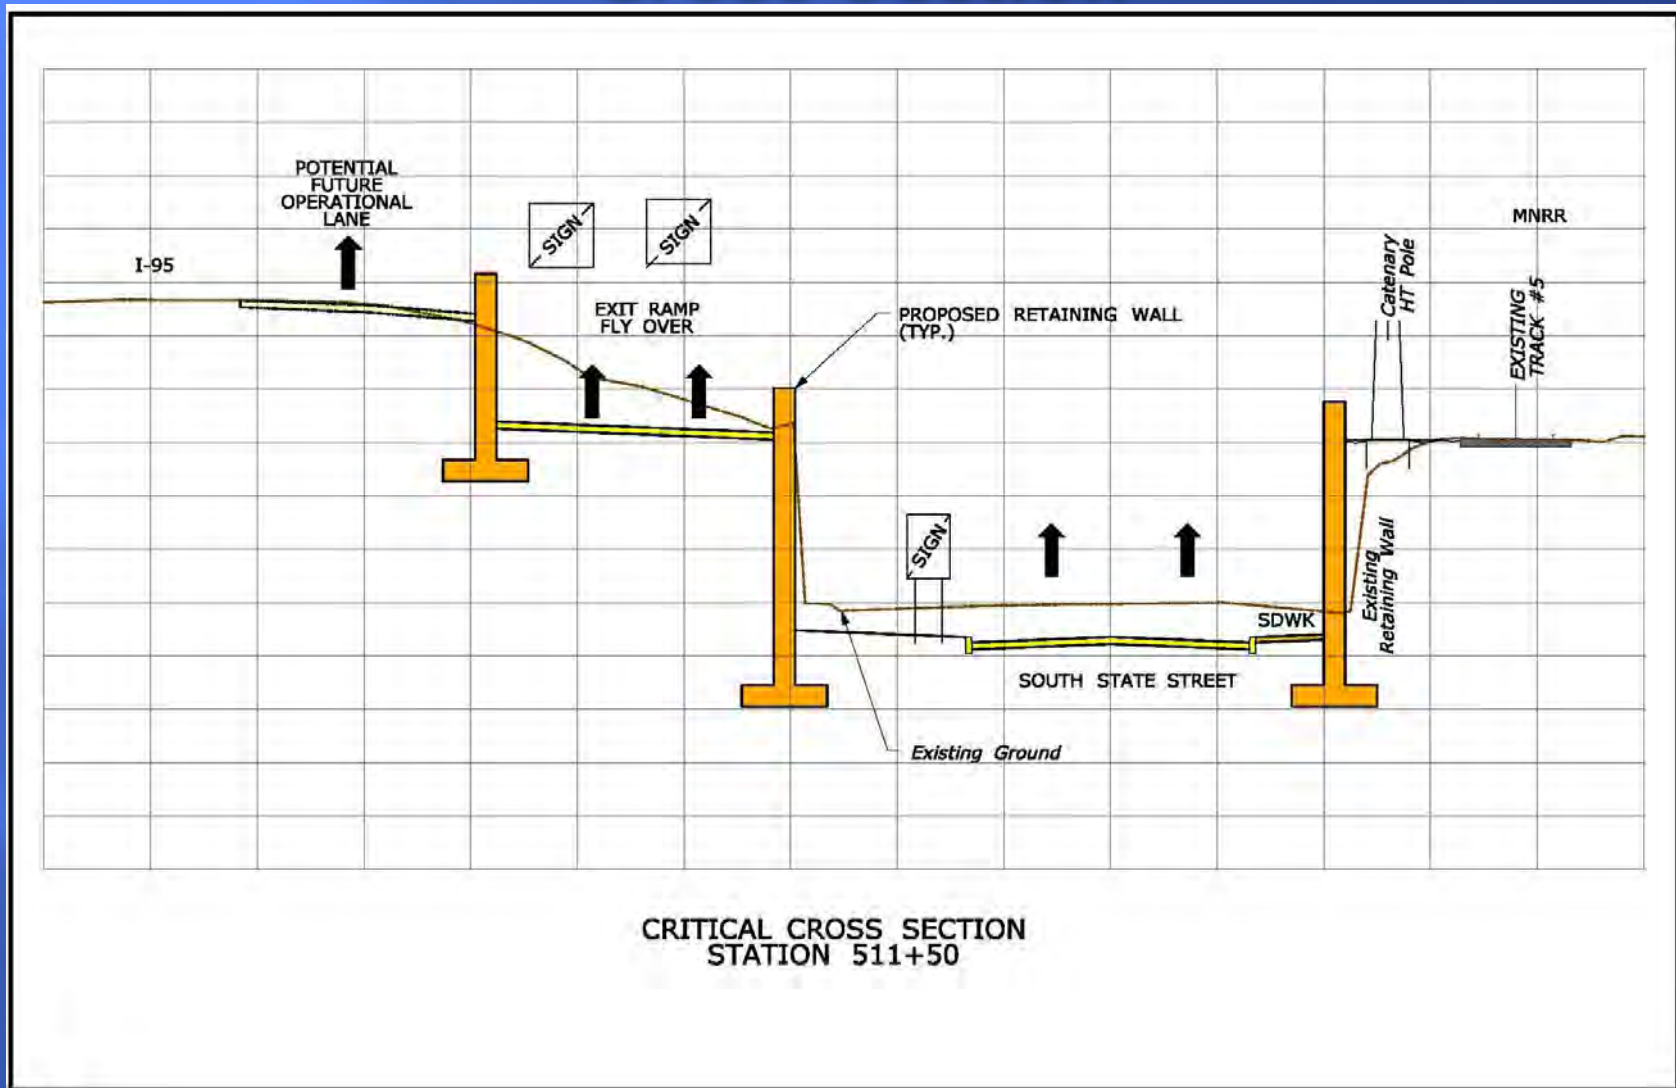 POTENTIAL
FUTURE
OPERATIONAL
LANE
I-95
SIGN
SIGN
EXIT RAMP
FLY OVER
PROPOSED RETAINING WALL
(TYP.)
MNRR
Catenary
HT Pole
EXISTING
TRACK #5
SIGN
Existing
Retaining Wall
SDWK
SOUTH STATE STREET
Existing Ground
CRITICAL CROSS SECTION
STATION 511+50